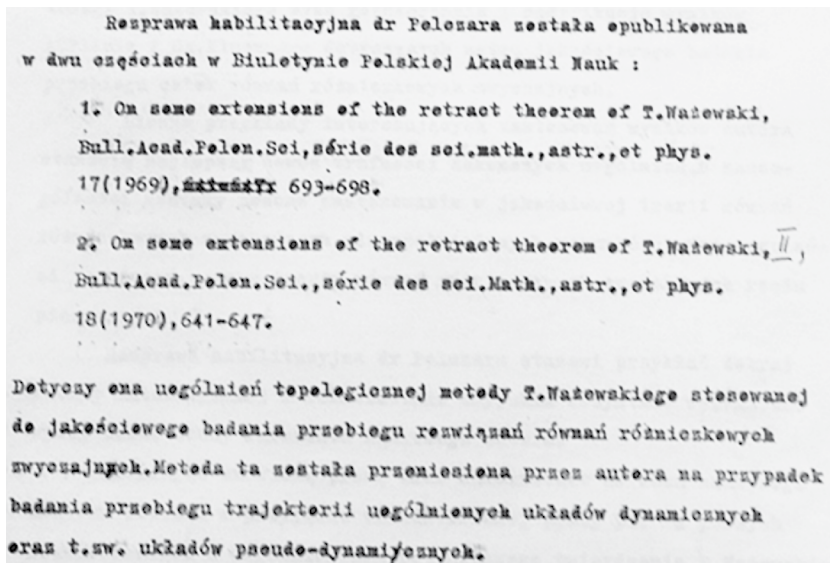 Rozprawa habilitacyjna dr Pelczara została opublikowana
w dwu częściach w Biuletynie Polskiej Akademii Nauk :
1. On some extensions of the retract theorem of T.Ważewski,
Bull.Acad.Polon.Sci,série des sci.math.,astr.,et phys.
17(1969), 693-698.
2. On some extensions of the retract theorem of T.Ważewski, II,
Bull.Acad.Polon.Sci.,série des sci.Math.,astr.,et phys.
18(1970),641-647.
Dotyczy ona uogólnień topologicznej metody T.Ważewskiego stosowanej
do jakościowego badania przebiegu rozwiązań równań różniczkowych
zwyczajnych.Metoda ta została przeniesiona przez autora na przypadek
badania przebiegu trajektorii uogólnionych układów dynamicznych
oraz t.zw. układów pseudo-dynamicznych.